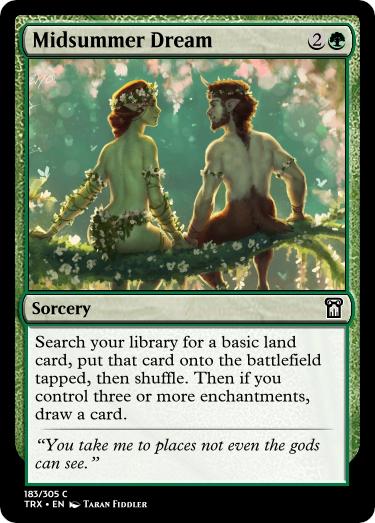 Midsummer Dream 2
Sorcery
Search your library for a basic land
card, put that card onto the battlefield
tapped, then shuffle. Then if you
control three or more enchantments,
draw a card.
“You take me to places not even the gods
can see.”
183/305 C
TRX • EN Taran Fiddler